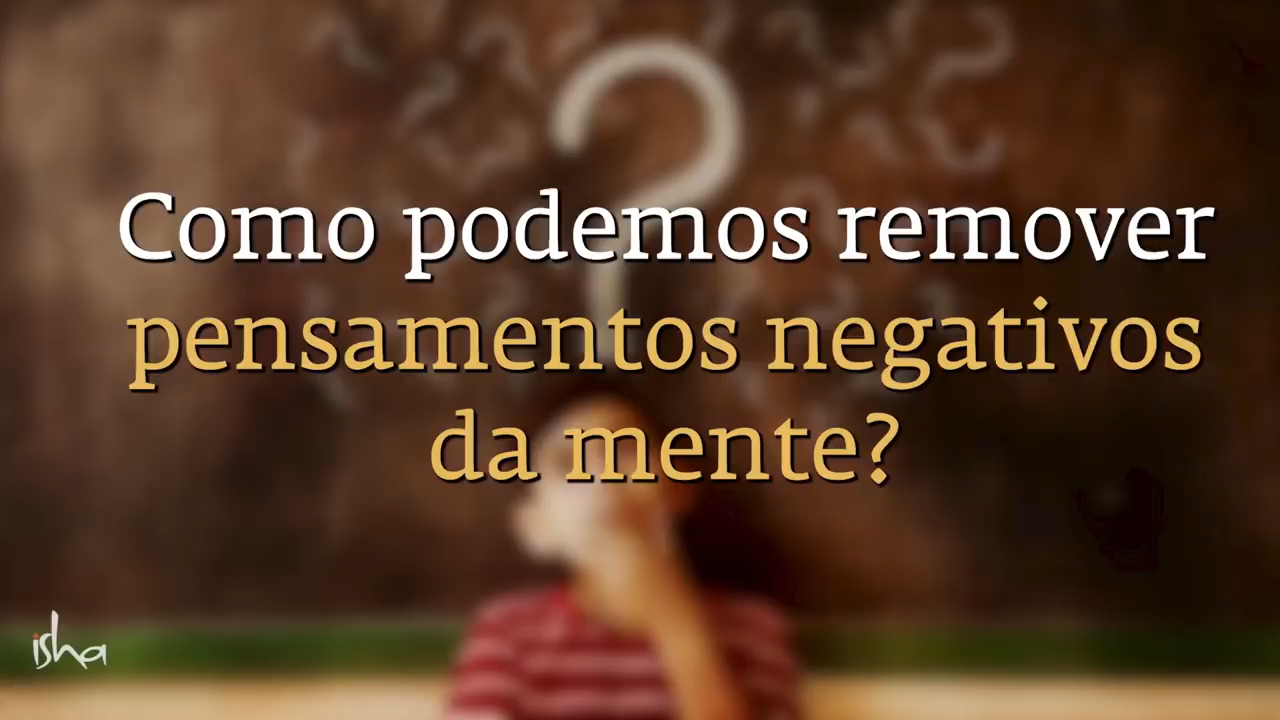 Como podemos remover
pensamentos negativos
da mente?
isha